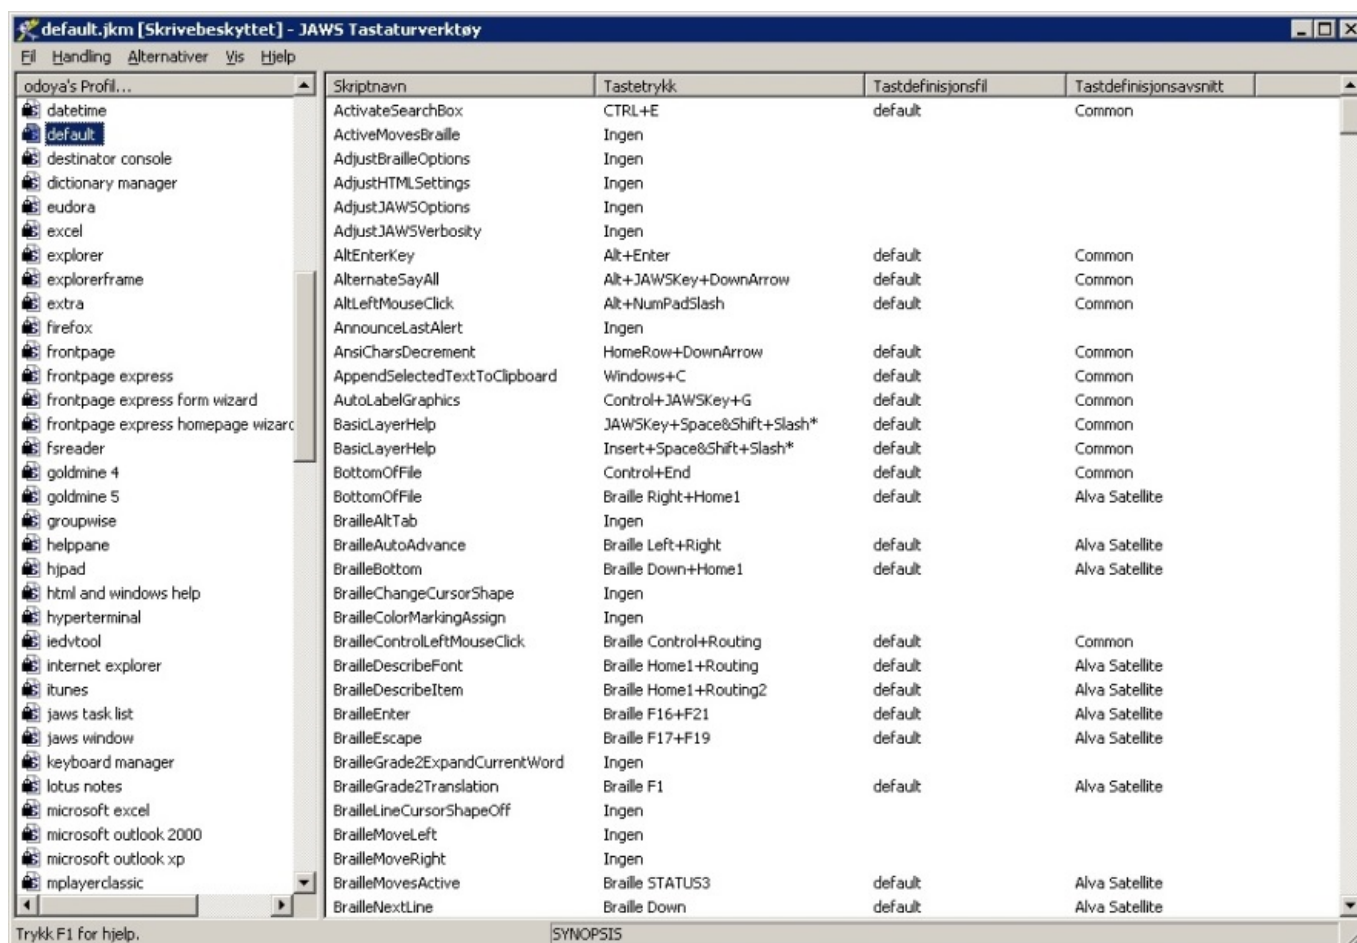 default.jkm [Skrivebeskyttet] - JAWS Tastaturverktøy
Fil Handling Alternativer Vis Hjelp
odoya's Profil...
datetime
default
destinator console
dictionary manager
eudora
excel
explorer
explorerframe
extra
firefox
frontpage
frontpage express
frontpage express form wizard
frontpage express homepage wizard
fsreader
goldmine 4
goldmine 5
groupwise
helppane
hjpad
html and windows help
hyperterminal
iedvtool
internet explorer
itunes
jaws task list
jaws window
keyboard manager
lotus notes
microsoft excel
microsoft outlook 2000
microsoft outlook xp
mplayerclassic
Skriptnavn Tastetrykk Tastdefinisjonsfil Tastdefinisjonsavsnitt
ActivateSearchBox CTRL+E default Common
ActiveMovesBraille Ingen
AdjustBrailleOptions Ingen
AdjustHTMLSettings Ingen
AdjustJAWSOptions Ingen
AdjustJAWSVerbosity Ingen
AltEnterKey Alt+Enter default Common
AlternateSayAll Alt+JAWSKey+DownArrow default Common
AltLeftMouseClick Alt+NumPadSlash default Common
AnnounceLastAlert Ingen
AnsiCharsDecrement HomeRow+DownArrow default Common
AppendSelectedTextToClipboard Windows+C default Common
AutoLabelGraphics Control+JAWSKey+G default Common
BasicLayerHelp JAWSKey+Space&Shift+Slash* default Common
BasicLayerHelp Insert+Space&Shift+Slash* default Common
BottomOfFile Control+End default Common
BottomOfFile Braille Right+Home1 default Alva Satellite
BrailleAltTab Ingen
BrailleAutoAdvance Braille Left+Right default Alva Satellite
BrailleBottom Braille Down+Home1 default Alva Satellite
BrailleChangeCursorShape Ingen
BrailleColorMarkingAssign Ingen
BrailleControlLeftMouseClick Braille Control+Routing default Common
BrailleDescribeFont Braille Home1+Routing default Alva Satellite
BrailleDescribeItem Braille Home1+Routing2 default Alva Satellite
BrailleEnter Braille F16+F21 default Alva Satellite
BrailleEscape Braille F17+F19 default Alva Satellite
BrailleGrade2ExpandCurrentWord Ingen
BrailleGrade2Translation Braille F1 default Alva Satellite
BrailleLineCursorShapeOff Ingen
BrailleMoveLeft Ingen
BrailleMoveRight Ingen
BrailleMovesActive Braille STATUS3 default Alva Satellite
BrailleNextLine Braille Down default Alva Satellite
Trykk F1 for hjelp. SYNOPSIS